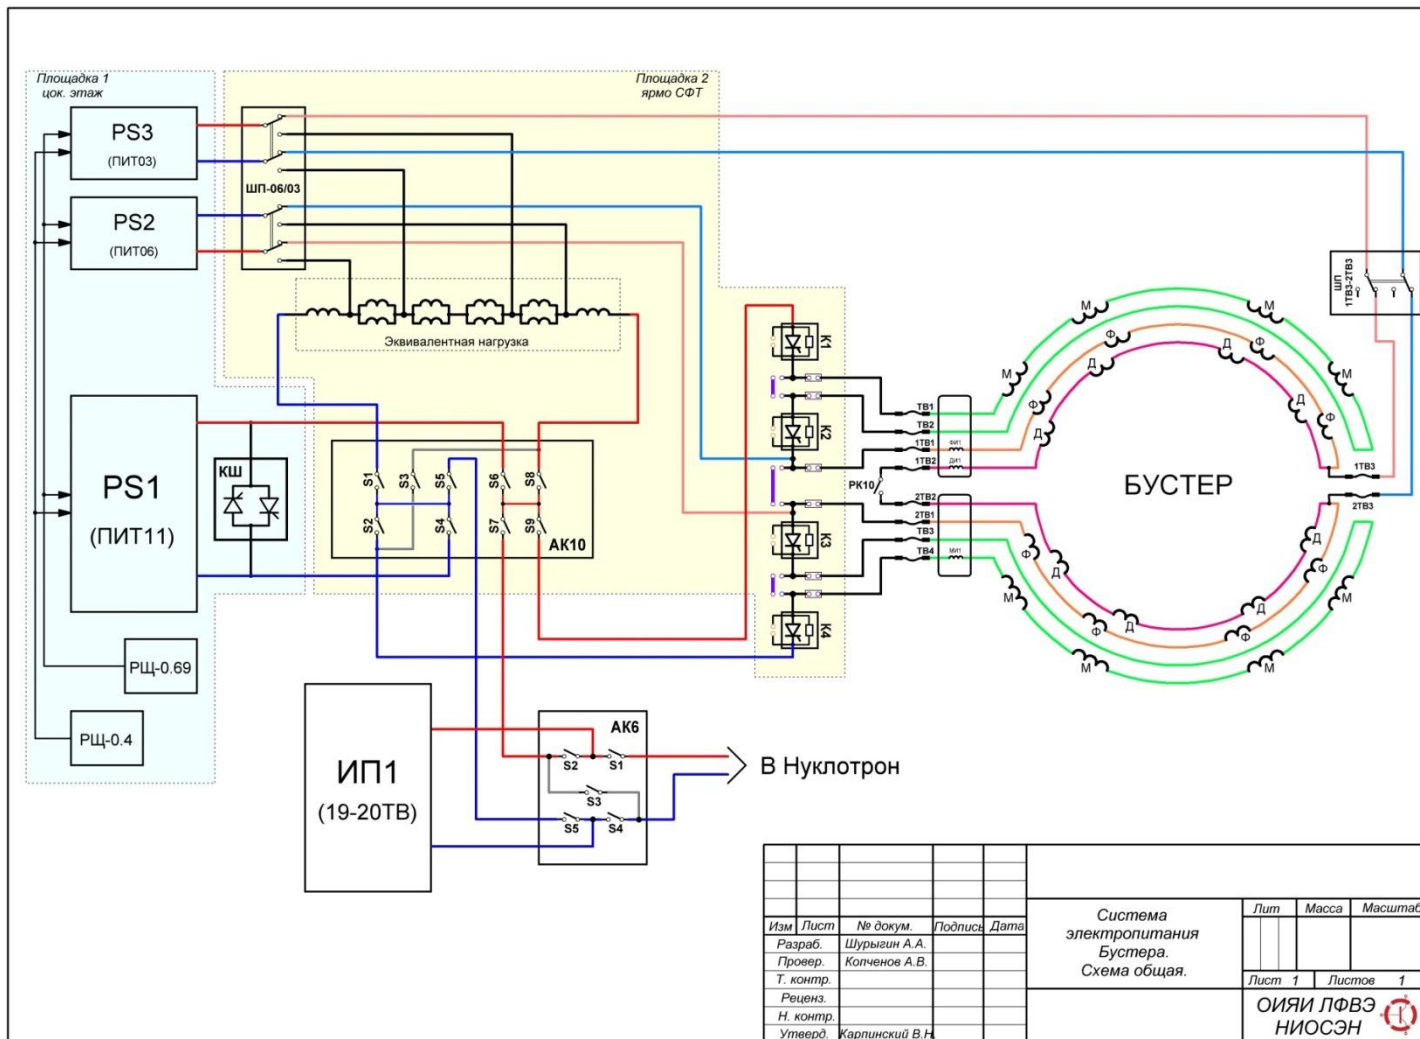 Площадка 1
цок. этаж
Площадка 2
ярмо СФТ
PS3
(ПИТ03)
ШП-06/03
PS2
(ПИТ06)
Эквивалентная нагрузка
PS1
(ПИТ11)
КШ
S1
S3
S5
S6
S8
S2
S4
S7
S9
АК10
РЩ-0.69
РЩ-0.4
К1
К2
К3
К4
ТВ1
ТВ2
1ТВ1
1ТВ2
РК10
2ТВ2
2ТВ1
ТВ3
ТВ4
ФИ1
ДИ1
МИ1
БУСТЕР
М
М
М
М
Ф
Ф
Ф
Ф
Д
Д
Д
Д
Д
Д
Д
Д
Ф
Ф
Ф
Ф
М
М
М
М
1ТВ3
2ТВ3
ШП
1ТВ3-2ТВ3
ИП1
(19-20ТВ)
АК6
S2
S1
S3
S5
S4
В Нуклотрон
Изм Лист № докум. Подпись Дата
Разраб. Шурыгин А.А.
Провер. Копченов А.В.
Т. контр.
Реценз.
Н. контр.
Утверд. Карпинский В.Н.
Система
электропитания
Бустера.
Схема общая.
Лит Масса Масштаб
Лист 1 Листов 1
ОИЯИ ЛФВЭ
НИОСЭН